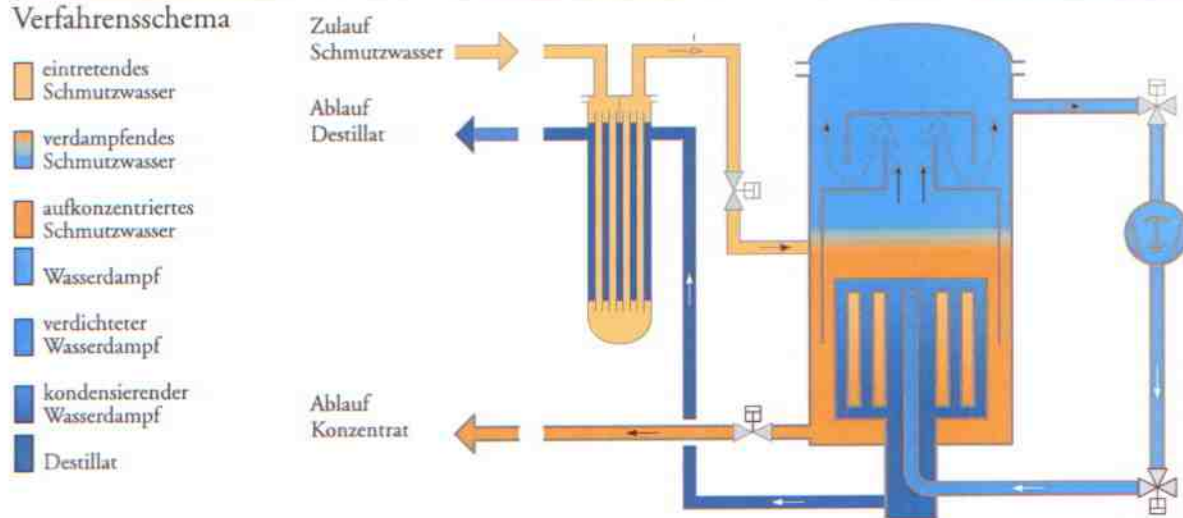 Verfahrensschema
eintretendes
Schmutzwasser
verdampfendes
Schmutzwasser
aufkonzentriertes
Schmutzwasser
Wasserdampf
verdichteter
Wasserdampf
kondensierender
Wasserdampf
Destillat
Zulauf
Schmutzwasser
Ablauf
Destillat
Ablauf
Konzentrat